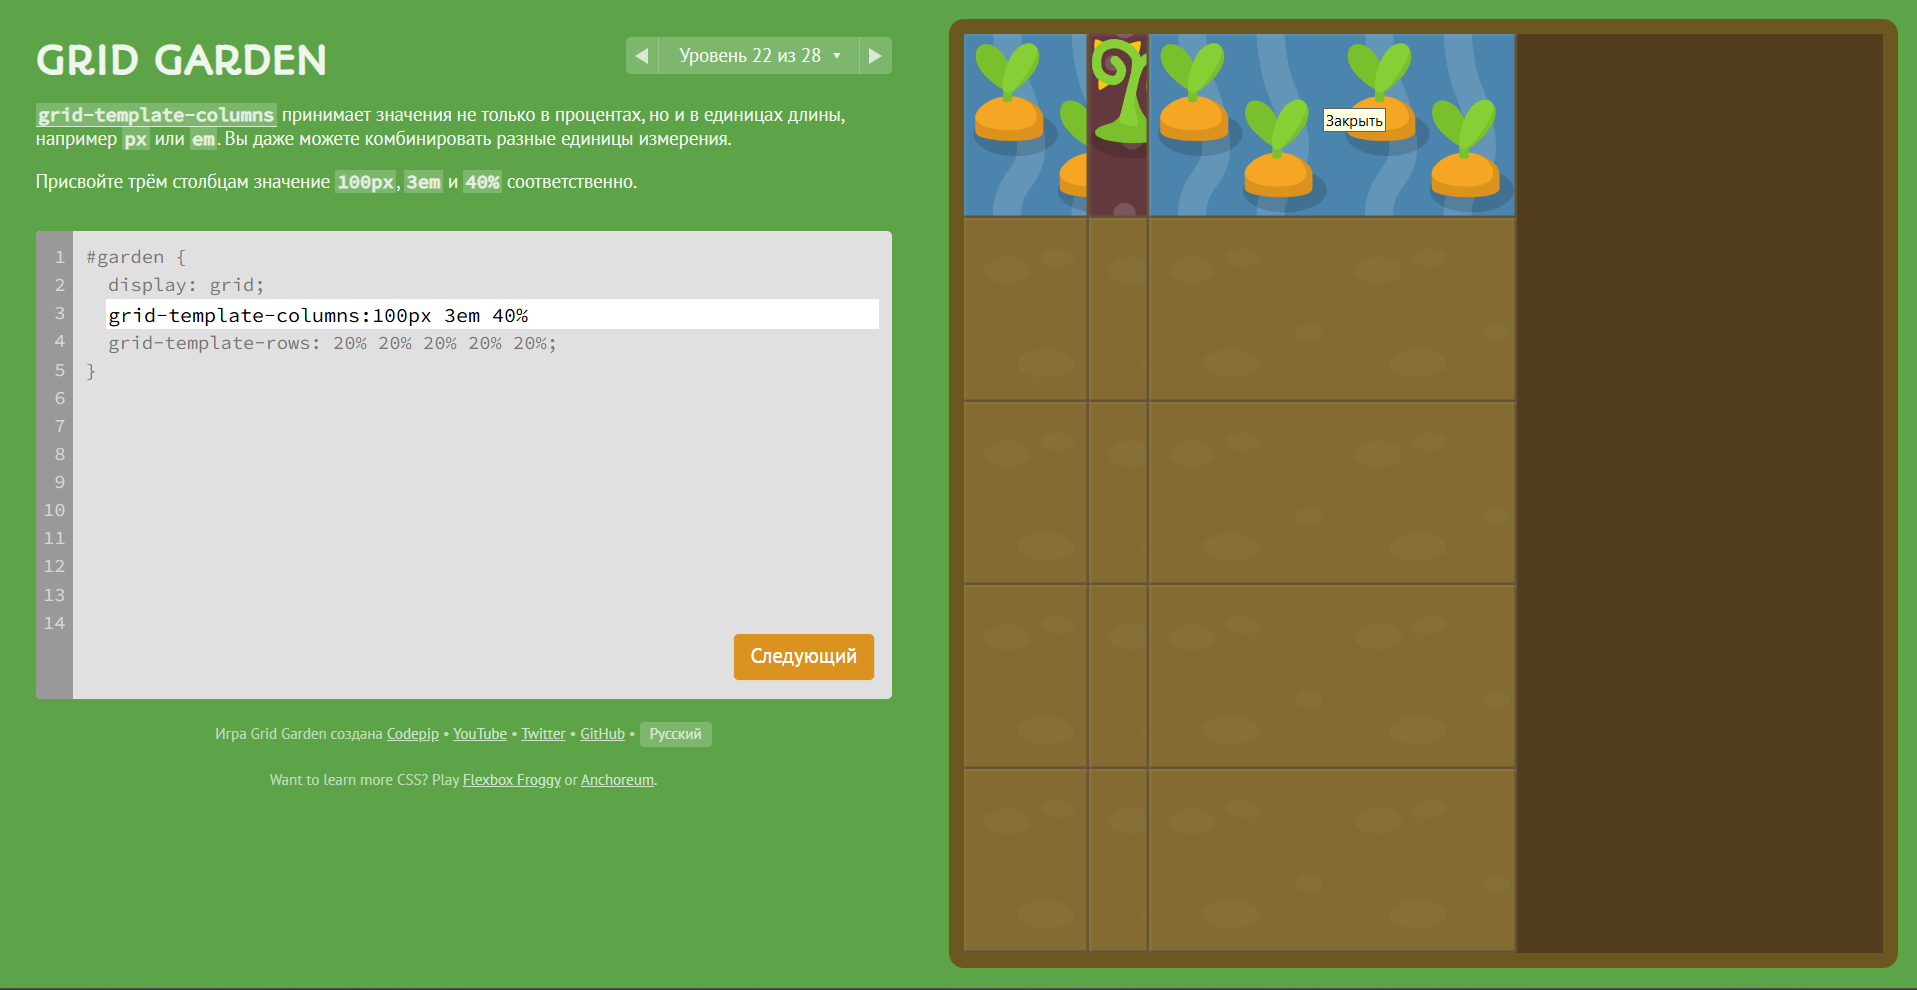 GRID GARDEN
Уровень 22 из 28
grid-template-columns принимает значения не только в процентах, но и в единицах длины,
например px или em. Вы даже можете комбинировать разные единицы измерения.
Присвойте трём столбцам значение 100px, 3em и 40% соответственно.
1 #garden {
2 display: grid;
3 grid-template-columns:100px 3em 40%
4 grid-template-rows: 20% 20% 20% 20% 20%;
5 }
6
7
8
9
10
11
12
13
14
Следующий
Игра Grid Garden создана Codepip • YouTube • Twitter • GitHub • Русский
Want to learn more CSS? Play Flexbox Froggy or Anchoreum.
Закрыть